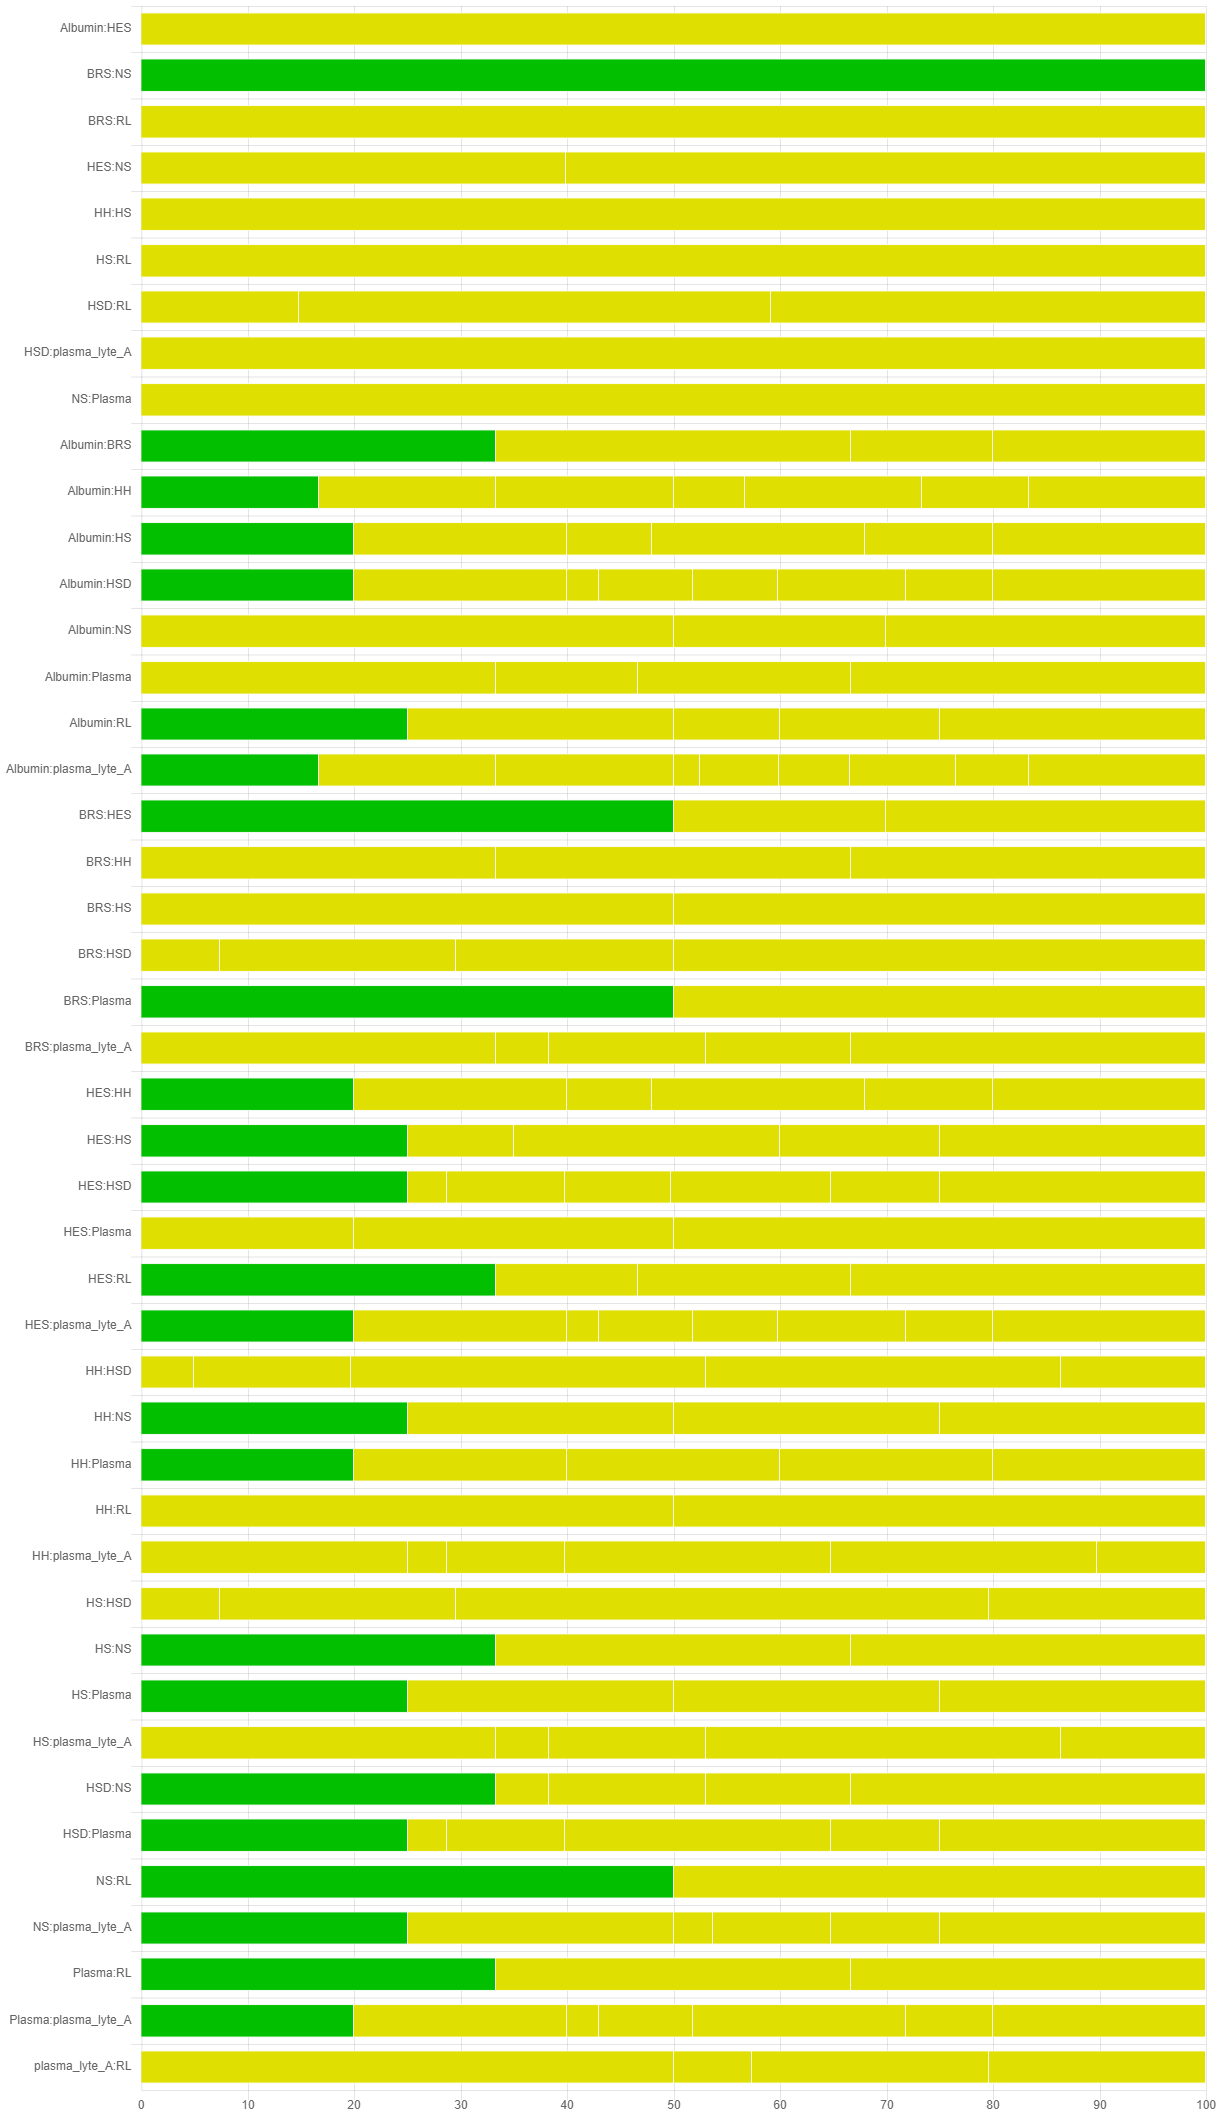 Albumin:HES
BRS:NS
BRS:RL
HES:NS
HH:HS
HS:RL
HSD:RL
HSD:plasma_lyte_A
NS:Plasma
Albumin:BRS
Albumin:HH
Albumin:HS
Albumin:HSD
Albumin:NS
Albumin:Plasma
Albumin:RL
Albumin:plasma_lyte_A
BRS:HES
BRS:HH
BRS:HS
BRS:HSD
BRS:Plasma
BRS:plasma_lyte_A
HES:HH
HES:HS
HES:HSD
HES:Plasma
HES:RL
HES:plasma_lyte_A
HH:HSD
HH:NS
HH:Plasma
HH:RL
HH:plasma_lyte_A
HS:HSD
HS:NS
HS:Plasma
HS:plasma_lyte_A
HSD:NS
HSD:Plasma
NS:RL
NS:plasma_lyte_A
Plasma:RL
Plasma:plasma_lyte_A
plasma_lyte_A:RL
0 10 20 30 40 50 60 70 80 90 100